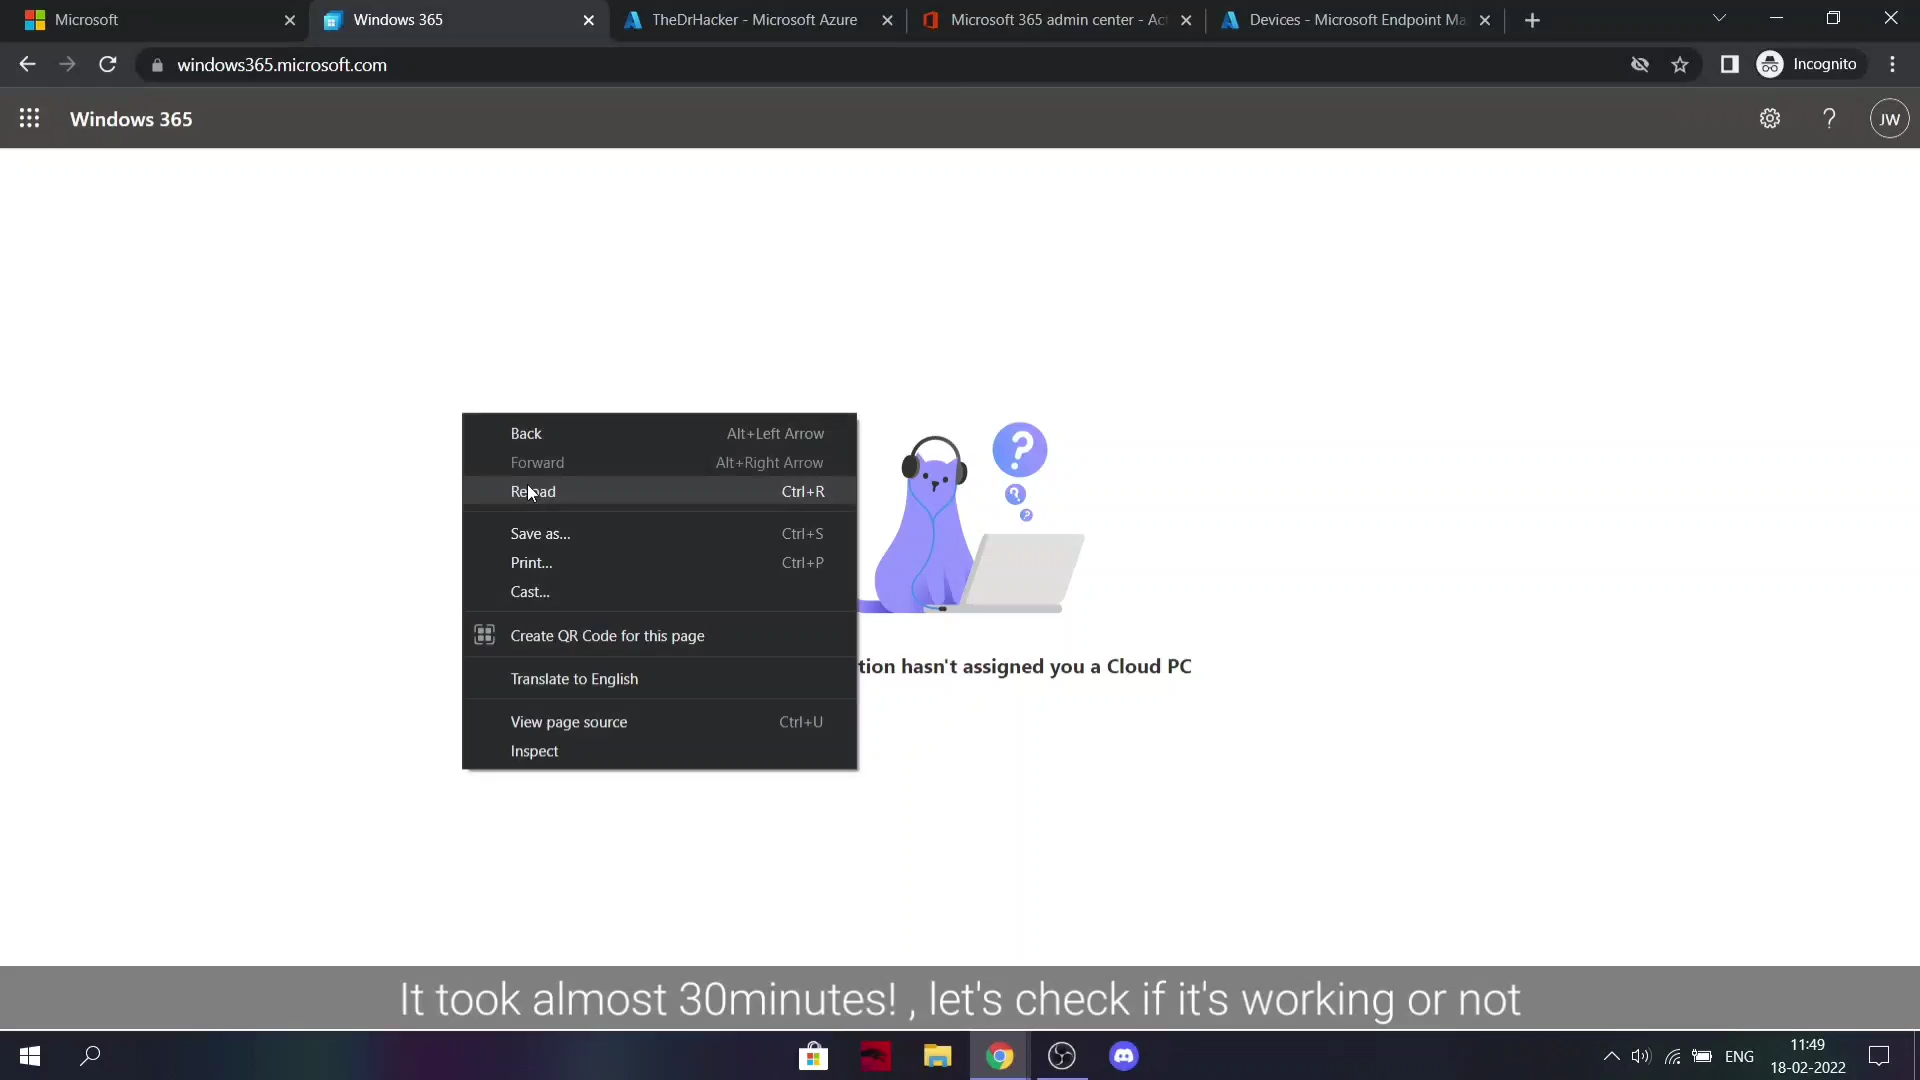 Microsoft
Windows 365
TheDrHacker - Microsoft Azure
Microsoft 365 admin center - Ac
Devices - Microsoft Endpoint Ma
windows365.microsoft.com
Incognito
Windows 365
?
JW
Back Alt+Left Arrow
Forward Alt+Right Arrow
Reload Ctrl+R
Save as... Ctrl+S
Print... Ctrl+P
Cast...
Create QR Code for this page
Translate to English
View page source Ctrl+U
Inspect
?
?
?
tion hasn't assigned you a Cloud PC
It took almost 30minutes! , let's check if it's working or not
ENG
11:49
18-02-2022